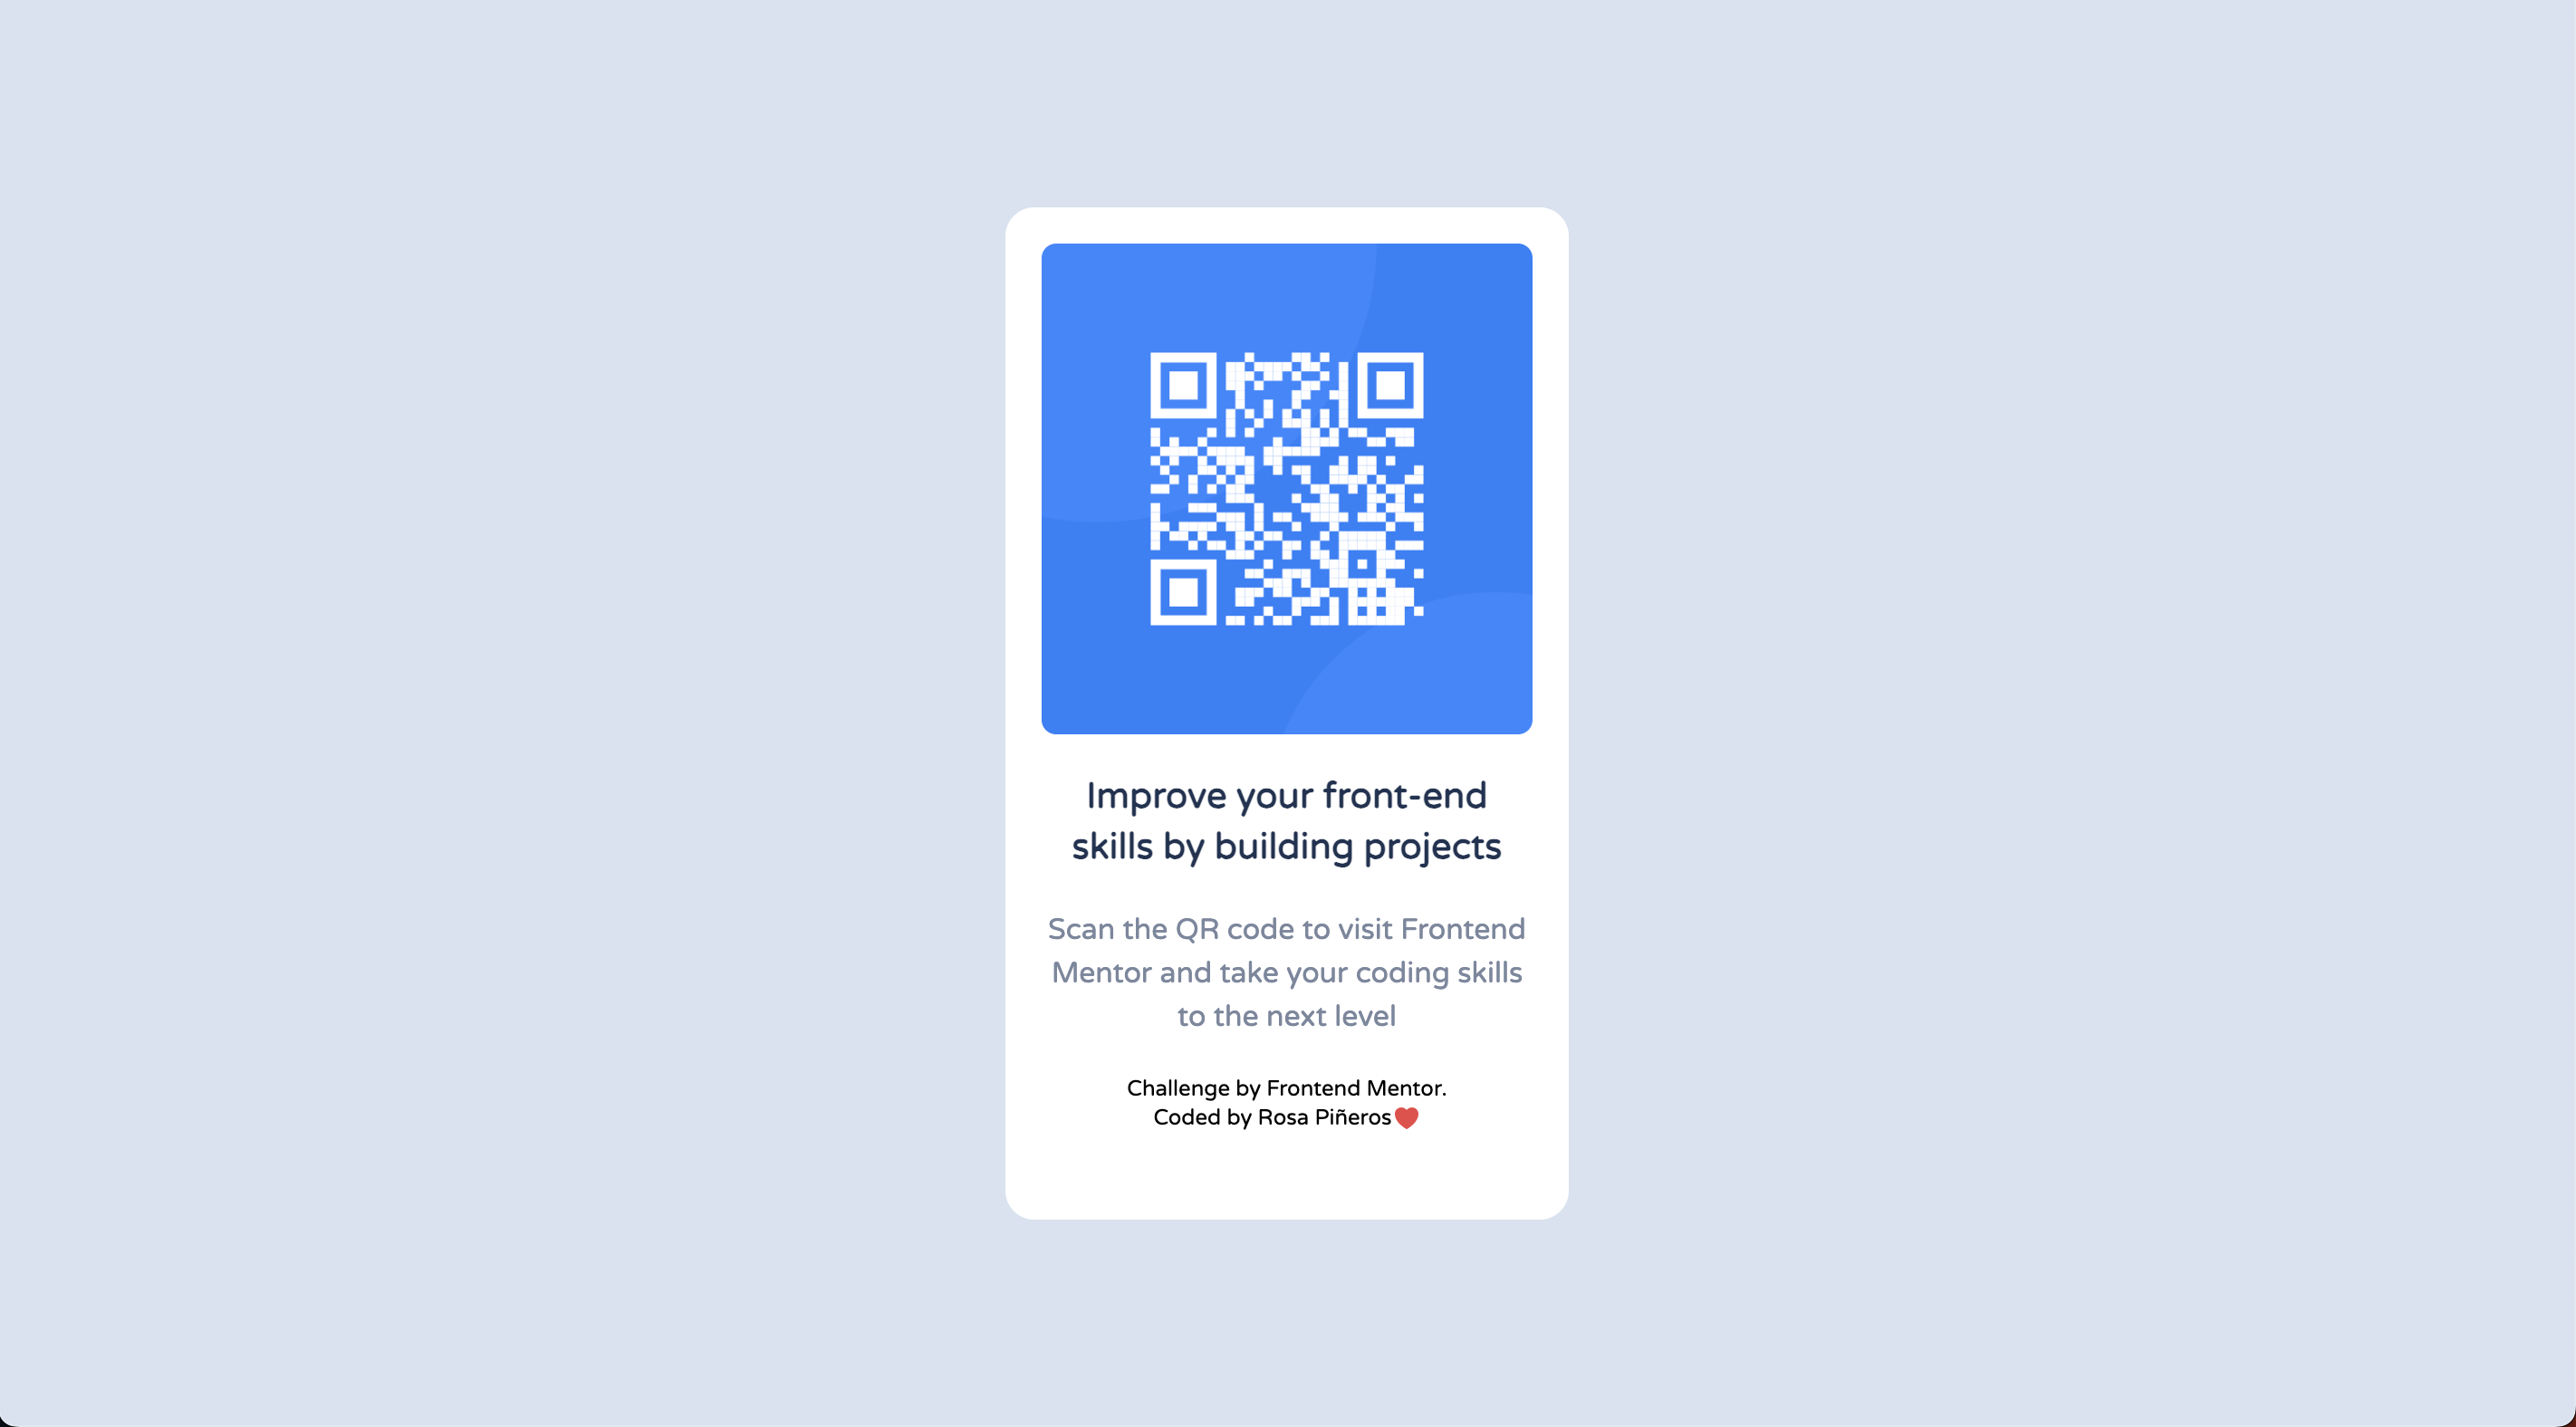 Improve your front-end
skills by building projects
Scan the QR code to visit Frontend
Mentor and take your coding skills
to the next level
Challenge by Frontend Mentor.
Coded by Rosa Piñeros❤️